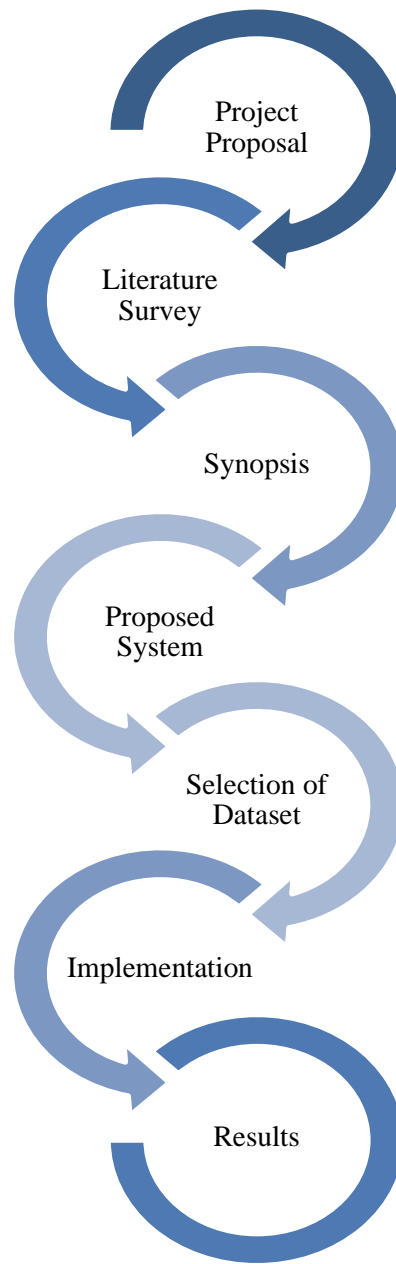 Project
Proposal
Literature
Survey
Synopsis
Proposed
System
Selection of
Dataset
Implementation
Results